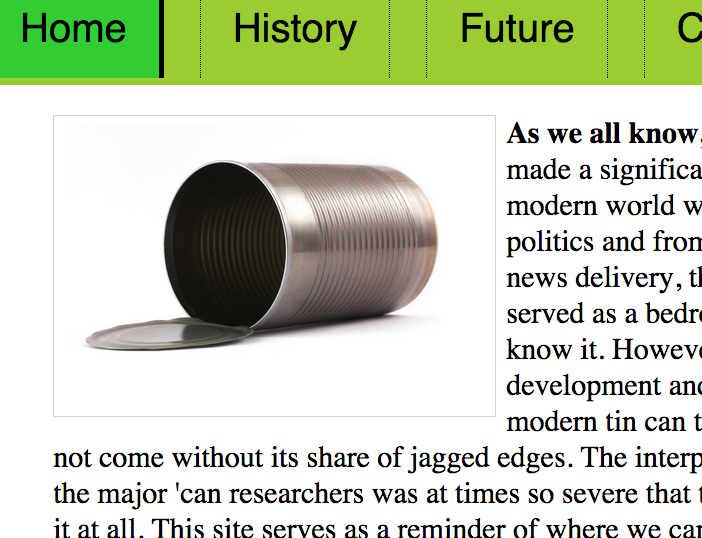 Home History Future C
As we all know,
made a significa
modern world w
politics and from
news delivery, th
served as a bedro
know it. Howeve
development and
modern tin can t
not come without its share of jagged edges. The interp
the major 'can researchers was at times so severe that t
it at all. This site serves as a reminder of where we can